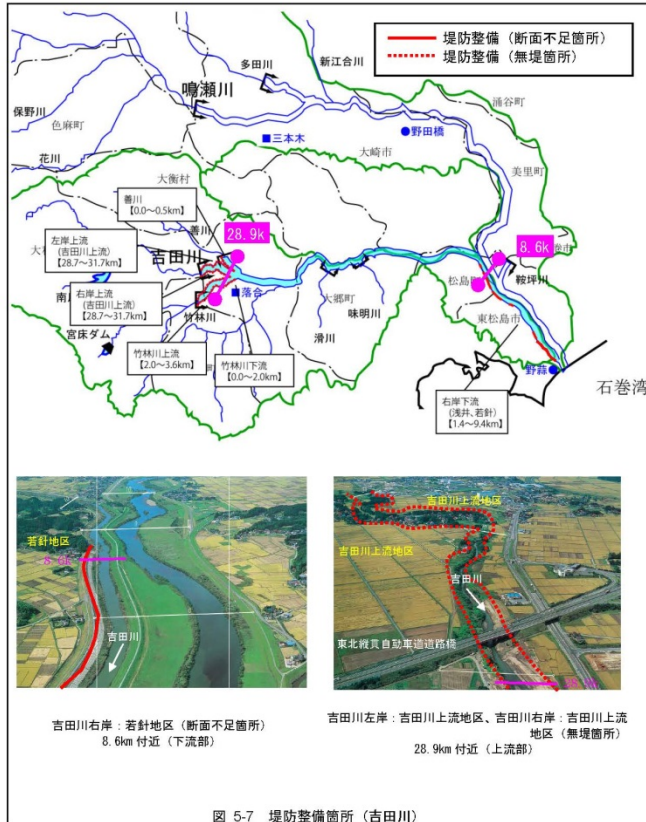 堤防整備（断面不足箇所）
堤防整備（無堤箇所）
新江合川
多田川
鳴瀬川
涌谷町
保野川
色麻町
花川
三本木
野田橋
大崎市
美里町
大衡村
善川
【0.0～0.5km】
28.9k
8.6k
左岸上流
(吉田川上流)
【28.7～31.7km】
善川
吉田川
鞍坪川
松島町
右岸上流
(吉田川上流)
【28.7～31.7km】
落合
大郷町
味明川
東松島市
竹林川
滑川
宮床ダム
竹林川上流
【2.0～3.6km】
竹林川下流
【0.0～2.0km】
野蒜
石巻湾
右岸下流
(浅井、若針)
【1.4～9.4km】
若針地区
8.6k
吉田川
吉田川上流地区
吉田川上流地区
吉田川
東北縦貫自動車道道路橋
吉田川右岸：若針地区（断面不足箇所）
8.6km 付近（下流部）
吉田川左岸：吉田川上流地区、吉田川右岸：吉田川上流
地区（無堤箇所）
28.9km 付近（上流部）
図 5-7 堤防整備箇所（吉田川）